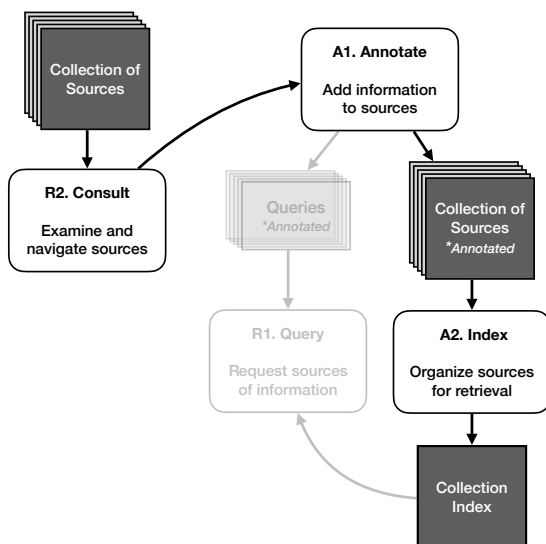 Collection of
Sources
A1. Annotate
Add information
to sources
R2. Consult
Examine and
navigate sources
Queries
*Annotated
Collection of
Sources
*Annotated
R1. Query
Request sources
of information
A2. Index
Organize sources
for retrieval
Collection
Index